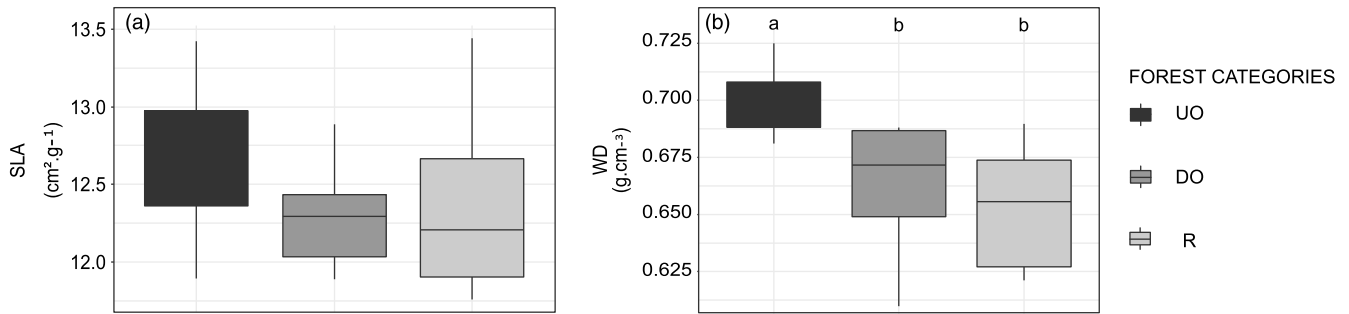 (a)
13.5
13.0
12.5
12.0
SLA
(cm².g-¹)
(b)
a b b
0.725
0.700
0.675
0.650
0.625
WD
(g.cm-³)
FOREST CATEGORIES
UO
DO
R